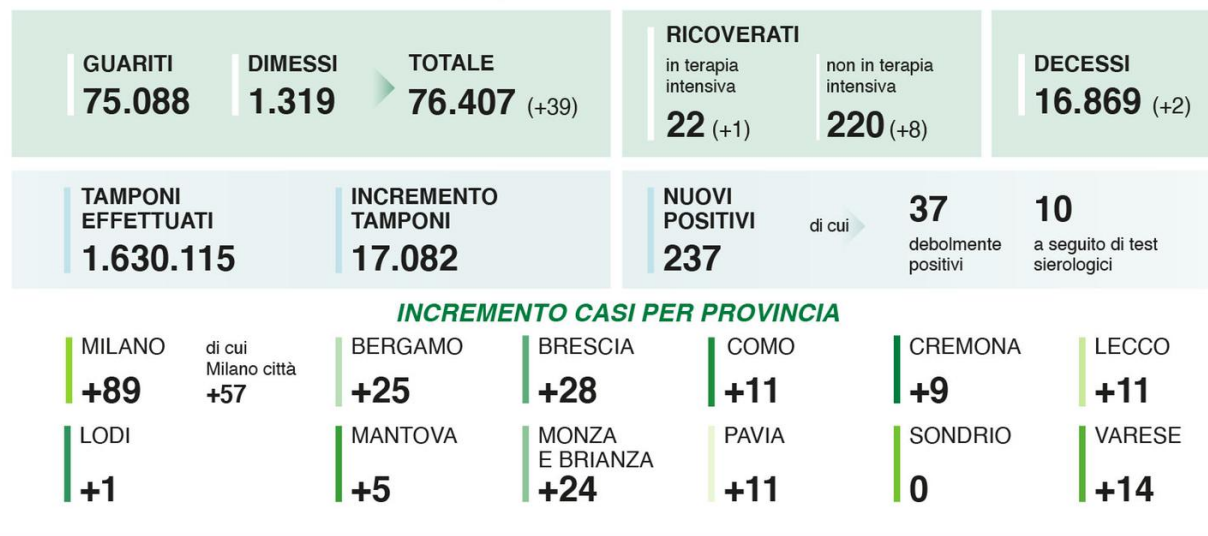 GUARITI
75.088
DIMESSI
1.319
TOTALE
76.407 (+39)
RICOVERATI
in terapia
intensiva
22 (+1)
non in terapia
intensiva
220 (+8)
DECESSI
16.869 (+2)
TAMPONI
EFFETTUATI
1.630.115
INCREMENTO
TAMPONI
17.082
NUOVI
POSITIVI
237
di cui
37
debolmente
positivi
10
a seguito di test
sierologici
INCREMENTO CASI PER PROVINCIA
MILANO
+89
di cui
Milano città
+57
BERGAMO
+25
BRESCIA
+28
COMO
+11
CREMONA
+9
LECCO
+11
LODI
+1
MANTOVA
+5
MONZA
E BRIANZA
+24
PAVIA
+11
SONDRIO
0
VARESE
+14